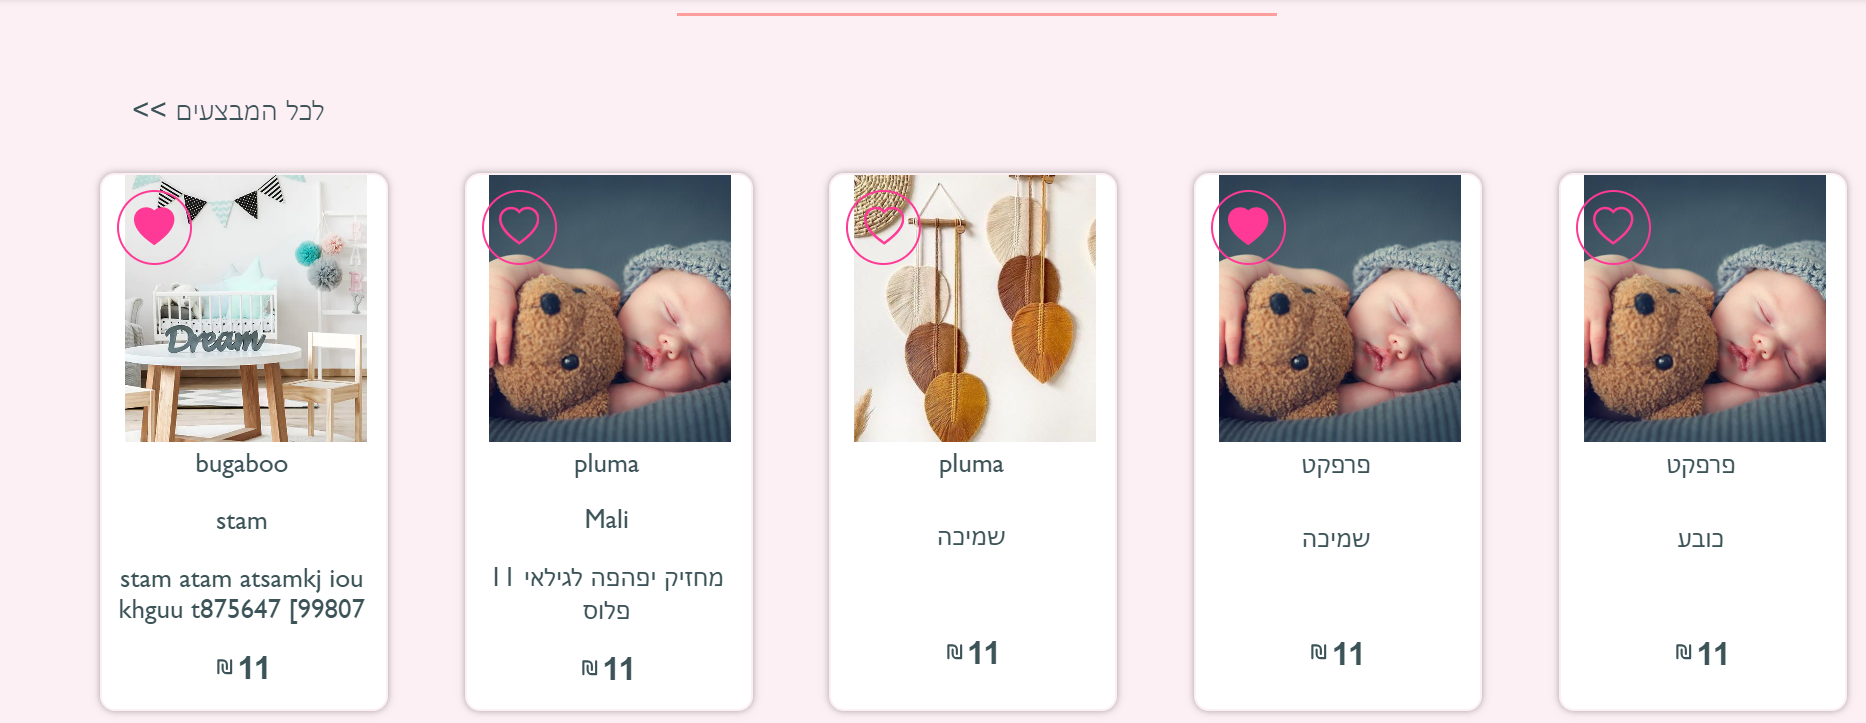 לכל המבצעים >>
bugaboo
stam
stam atam atsamkj iou
khguu t875647 [99807
11 ₪
pluma
Mali
מחזיק יפהפה לגילאי 11
פלוס
11 ₪
pluma
שמיכה
11 ₪
פרפקט
שמיכה
11 ₪
פרפקט
כובע
11 ₪
Dream